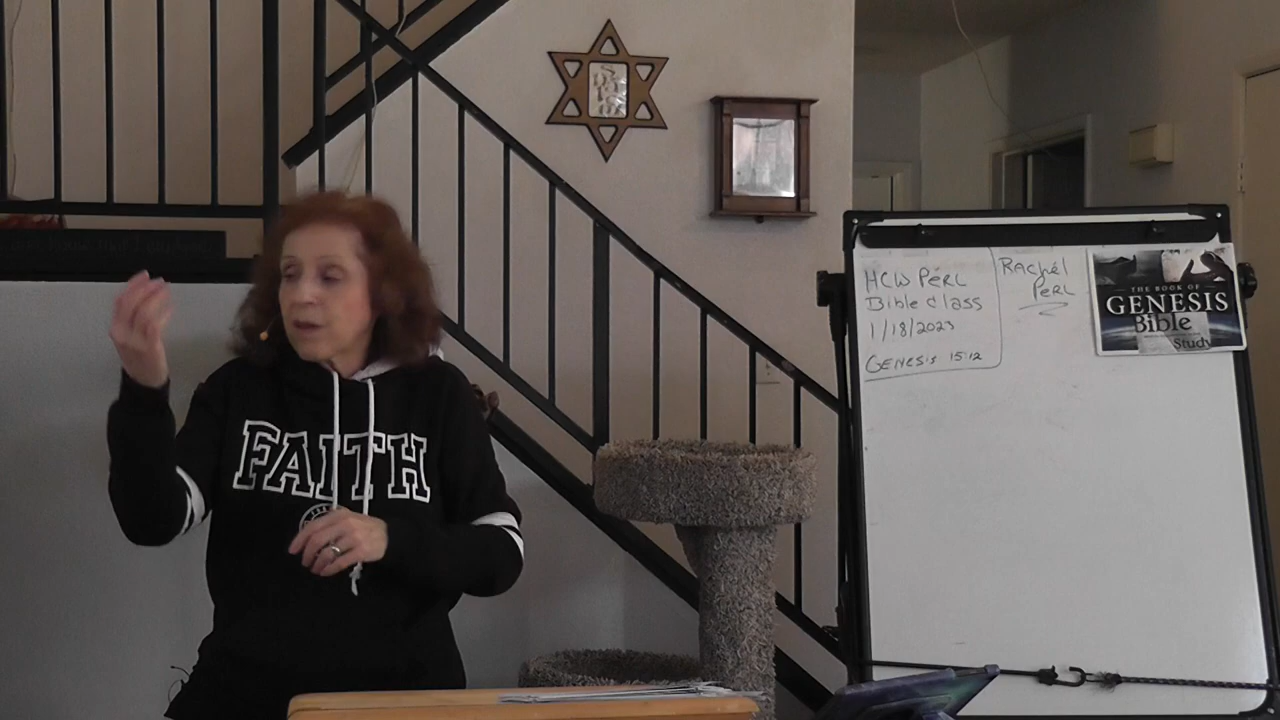 FAITH
HCW PERL
Bible class
1/18/2023
GENESIS 15:12
RACHEL
PERL
THE BOOK OF
GENESIS
Bible
Study